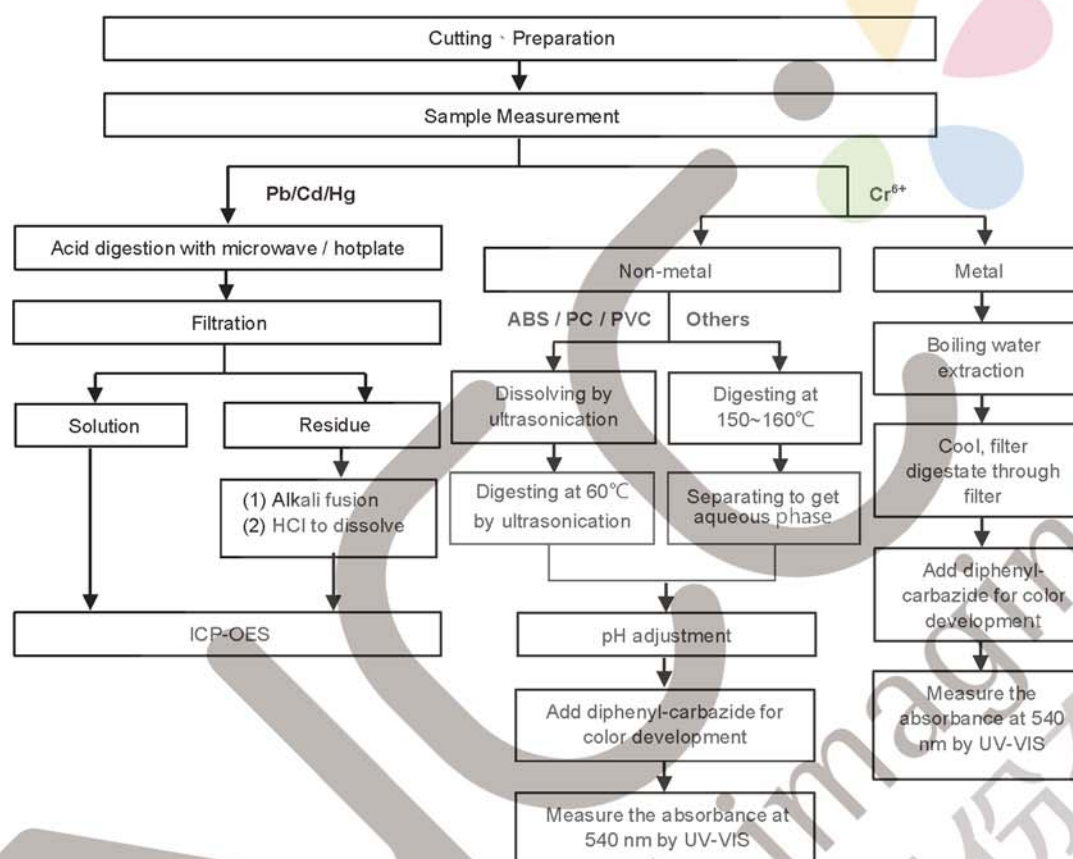 Cutting、Preparation
Sample Measurement
Pb/Cd/Hg
Cr⁶⁺
Acid digestion with microwave / hotplate
Non-metal
Metal
Filtration
ABS / PC / PVC
Others
Boiling water
extraction
Solution
Residue
Dissolving by
ultrasonication
Digesting at
150~160℃
Cool, filter
digestate through
filter
(1) Alkali fusion
(2) HCl to dissolve
Digesting at 60℃
by ultrasonication
Separating to get
aqueous phase
Add diphenyl-
carbazide for color
development
ICP-OES
pH adjustment
Measure the
absorbance at 540
nm by UV-VIS
Add diphenyl-carbazide for
color development
Measure the absorbance at
540 nm by UV-VIS
imagin
份